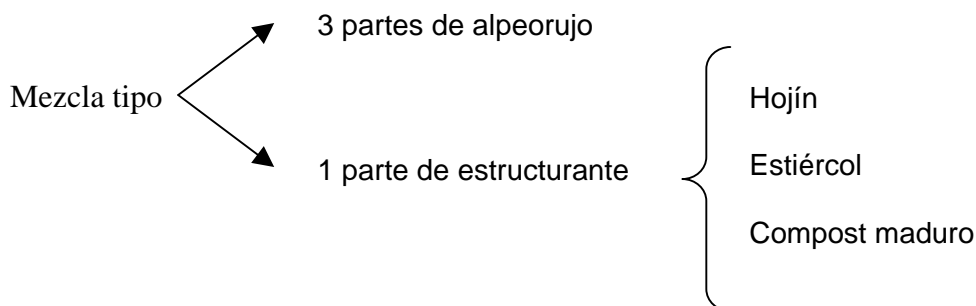 3 partes de alpeorujo
Mezcla tipo
1 parte de estructurante
Hojín
Estiércol
Compost maduro